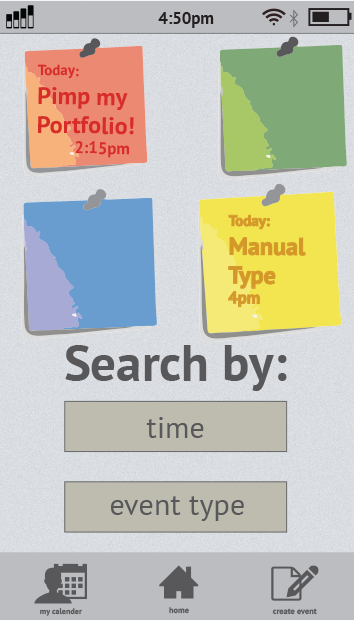 4:50pm
Today:
Pimp my
Portfolio!
2:15pm
Today:
Manual
Type
4pm
Search by:
time
event type
my calender
home
create event